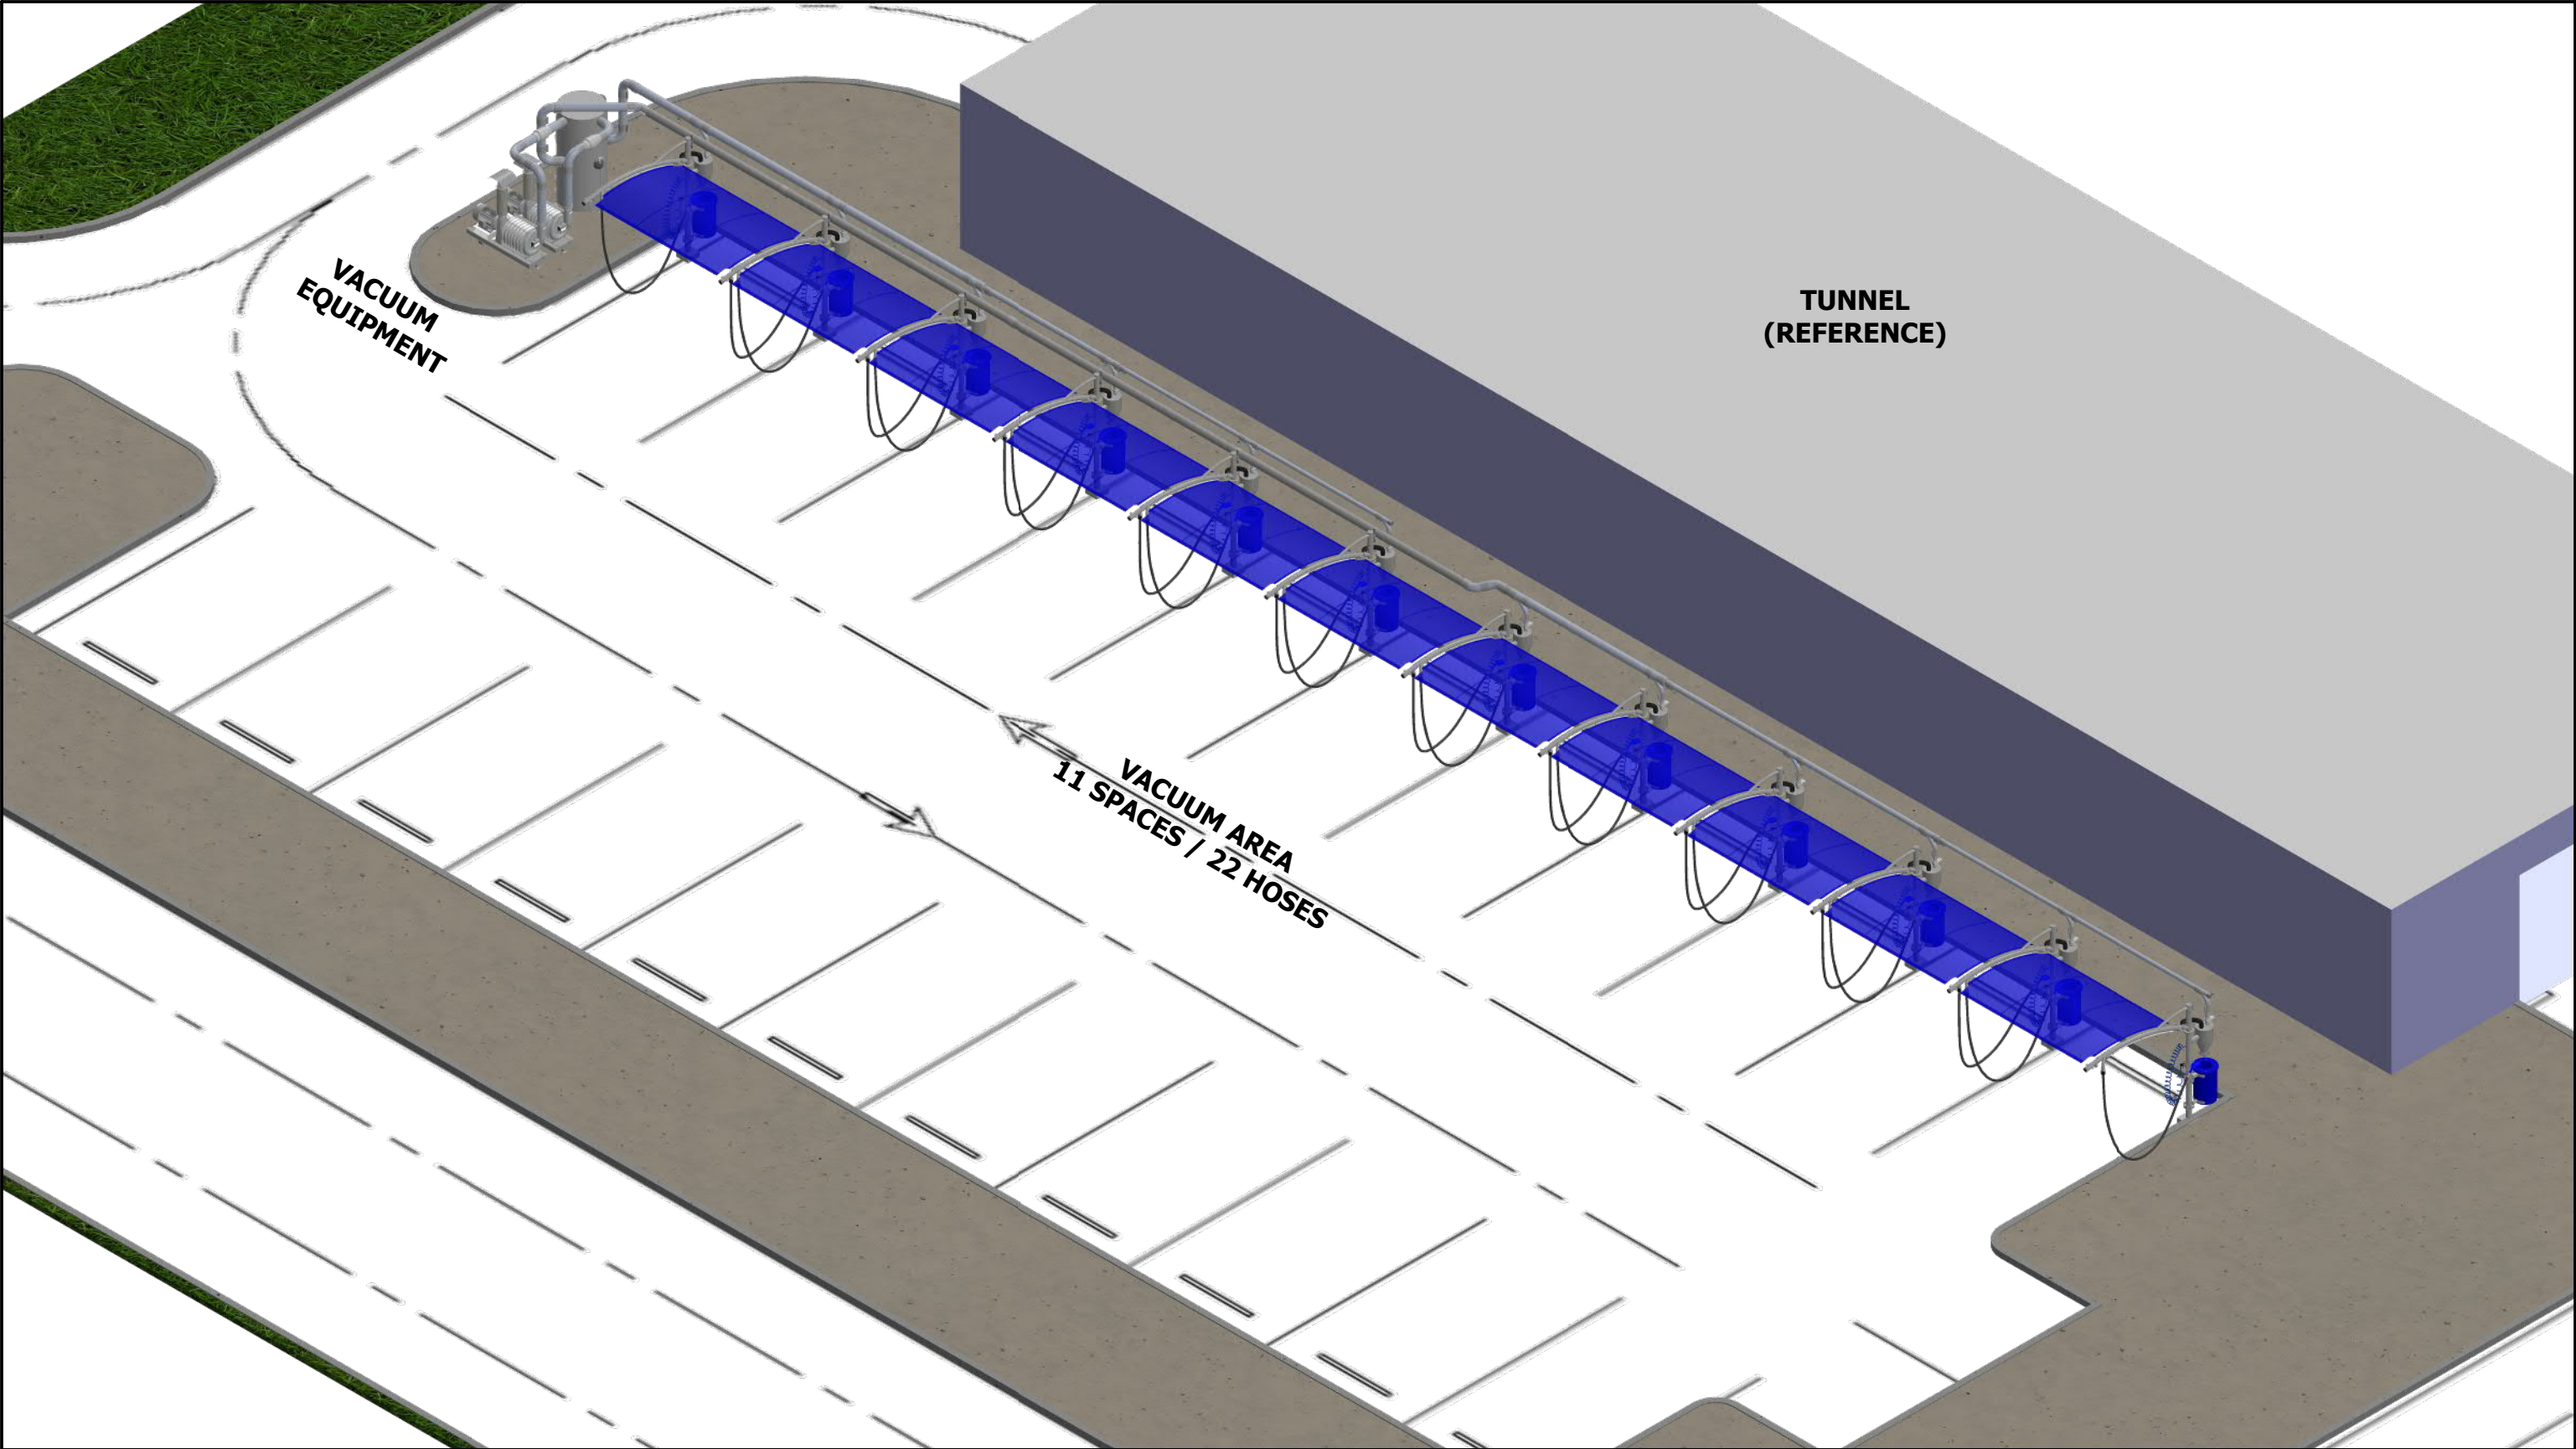 VACUUM
EQUIPMENT
TUNNEL
(REFERENCE)
VACUUM AREA
11 SPACES / 22 HOSES